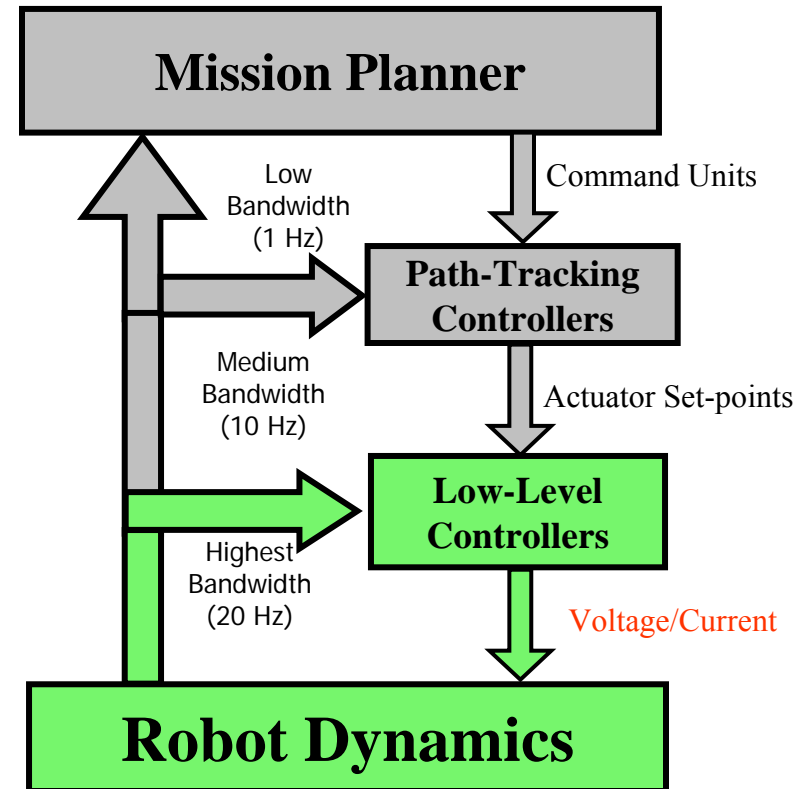 Mission Planner
Low
Bandwidth
(1 Hz)
Command Units
Path-Tracking
Controllers
Medium
Bandwidth
(10 Hz)
Actuator Set-points
Low-Level
Controllers
Highest
Bandwidth
(20 Hz)
Voltage/Current
Robot Dynamics